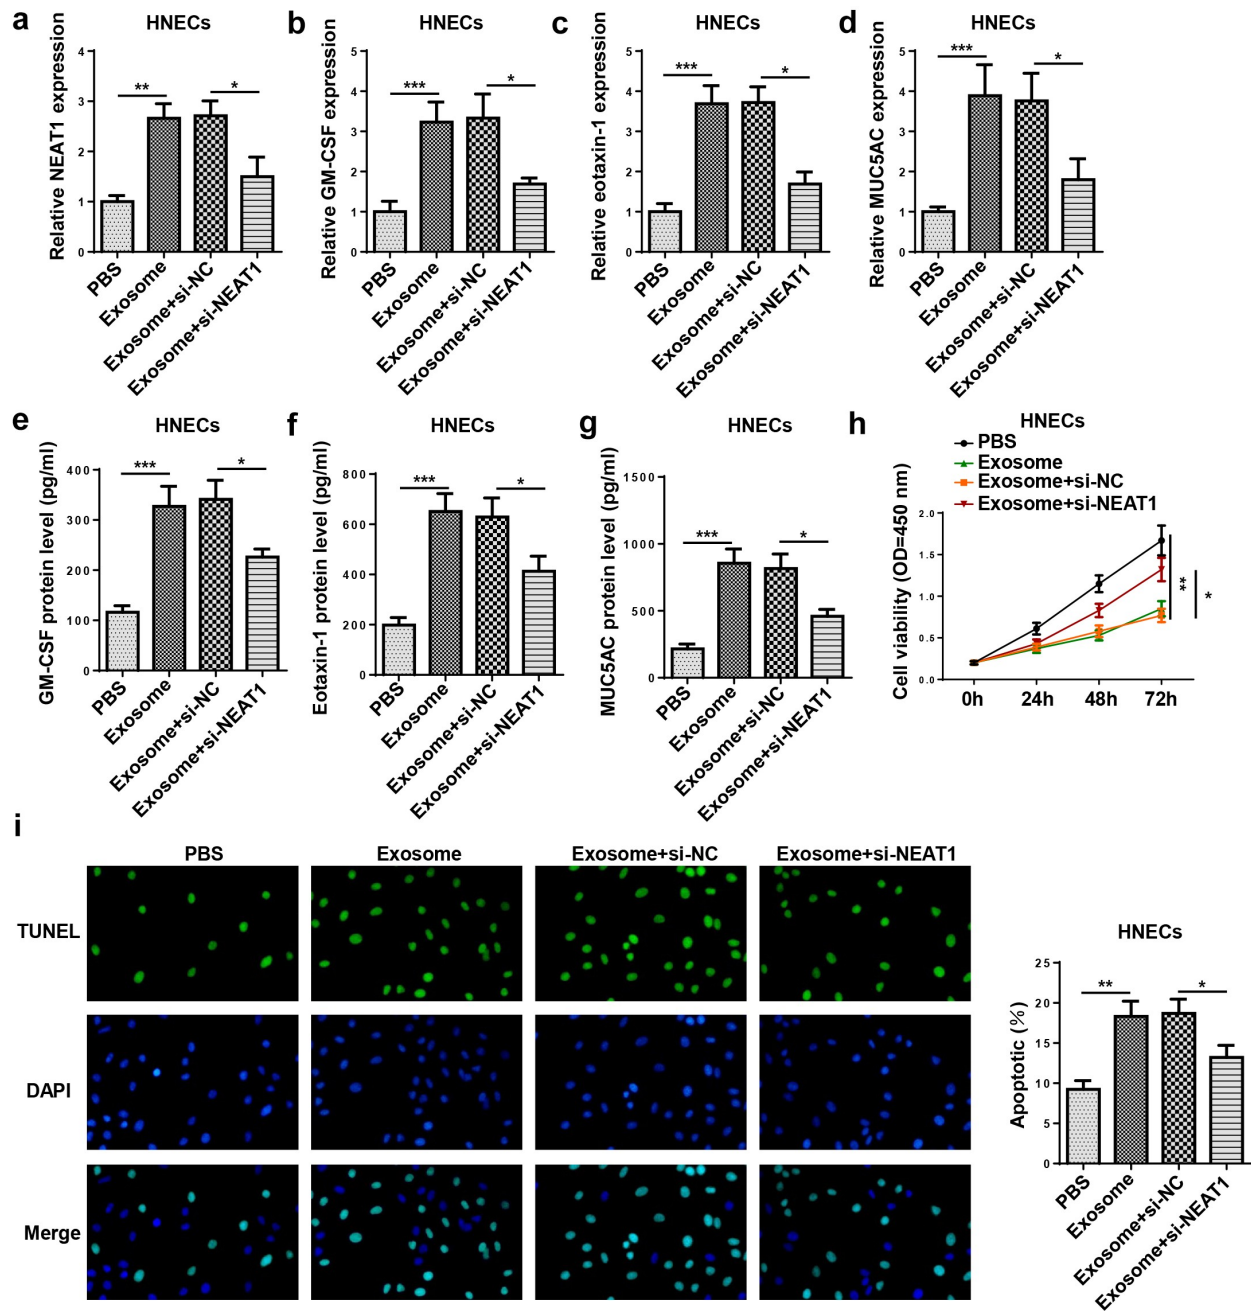 a
HNECs
Relative NEAT1 expression
4
3
2
1
0
**
*
PBS
Exosome
Exosome+si-NC
Exosome+si-NEAT1
b
HNECs
Relative GM-CSF expression
5
4
3
2
1
0
***
*
PBS
Exosome
Exosome+si-NC
Exosome+si-NEAT1
c
HNECs
Relative eotaxin-1 expression
5
4
3
2
1
0
***
*
PBS
Exosome
Exosome+si-NC
Exosome+si-NEAT1
d
HNECs
Relative MUC5AC expression
5
4
3
2
1
0
***
*
PBS
Exosome
Exosome+si-NC
Exosome+si-NEAT1
e
HNECs
GM-CSF protein level (pg/ml)
400
300
200
100
0
***
*
PBS
Exosome
Exosome+si-NC
Exosome+si-NEAT1
f
HNECs
Eotaxin-1 protein level (pg/ml)
800
600
400
200
0
***
*
PBS
Exosome
Exosome+si-NC
Exosome+si-NEAT1
g
HNECs
MUC5AC protein level (pg/ml)
1500
1000
500
0
***
*
PBS
Exosome
Exosome+si-NC
Exosome+si-NEAT1
h
HNECs
PBS
Exosome
Exosome+si-NC
Exosome+si-NEAT1
Cell viability (OD=450 nm)
2.0
1.5
1.0
0.5
0.0
0h 24h 48h 72h
**
*
i
PBS Exosome Exosome+si-NC Exosome+si-NEAT1
TUNEL
DAPI
Merge
HNECs
Apoptotic (%)
25
20
15
10
5
0
**
*
PBS
Exosome
Exosome+si-NC
Exosome+si-NEAT1